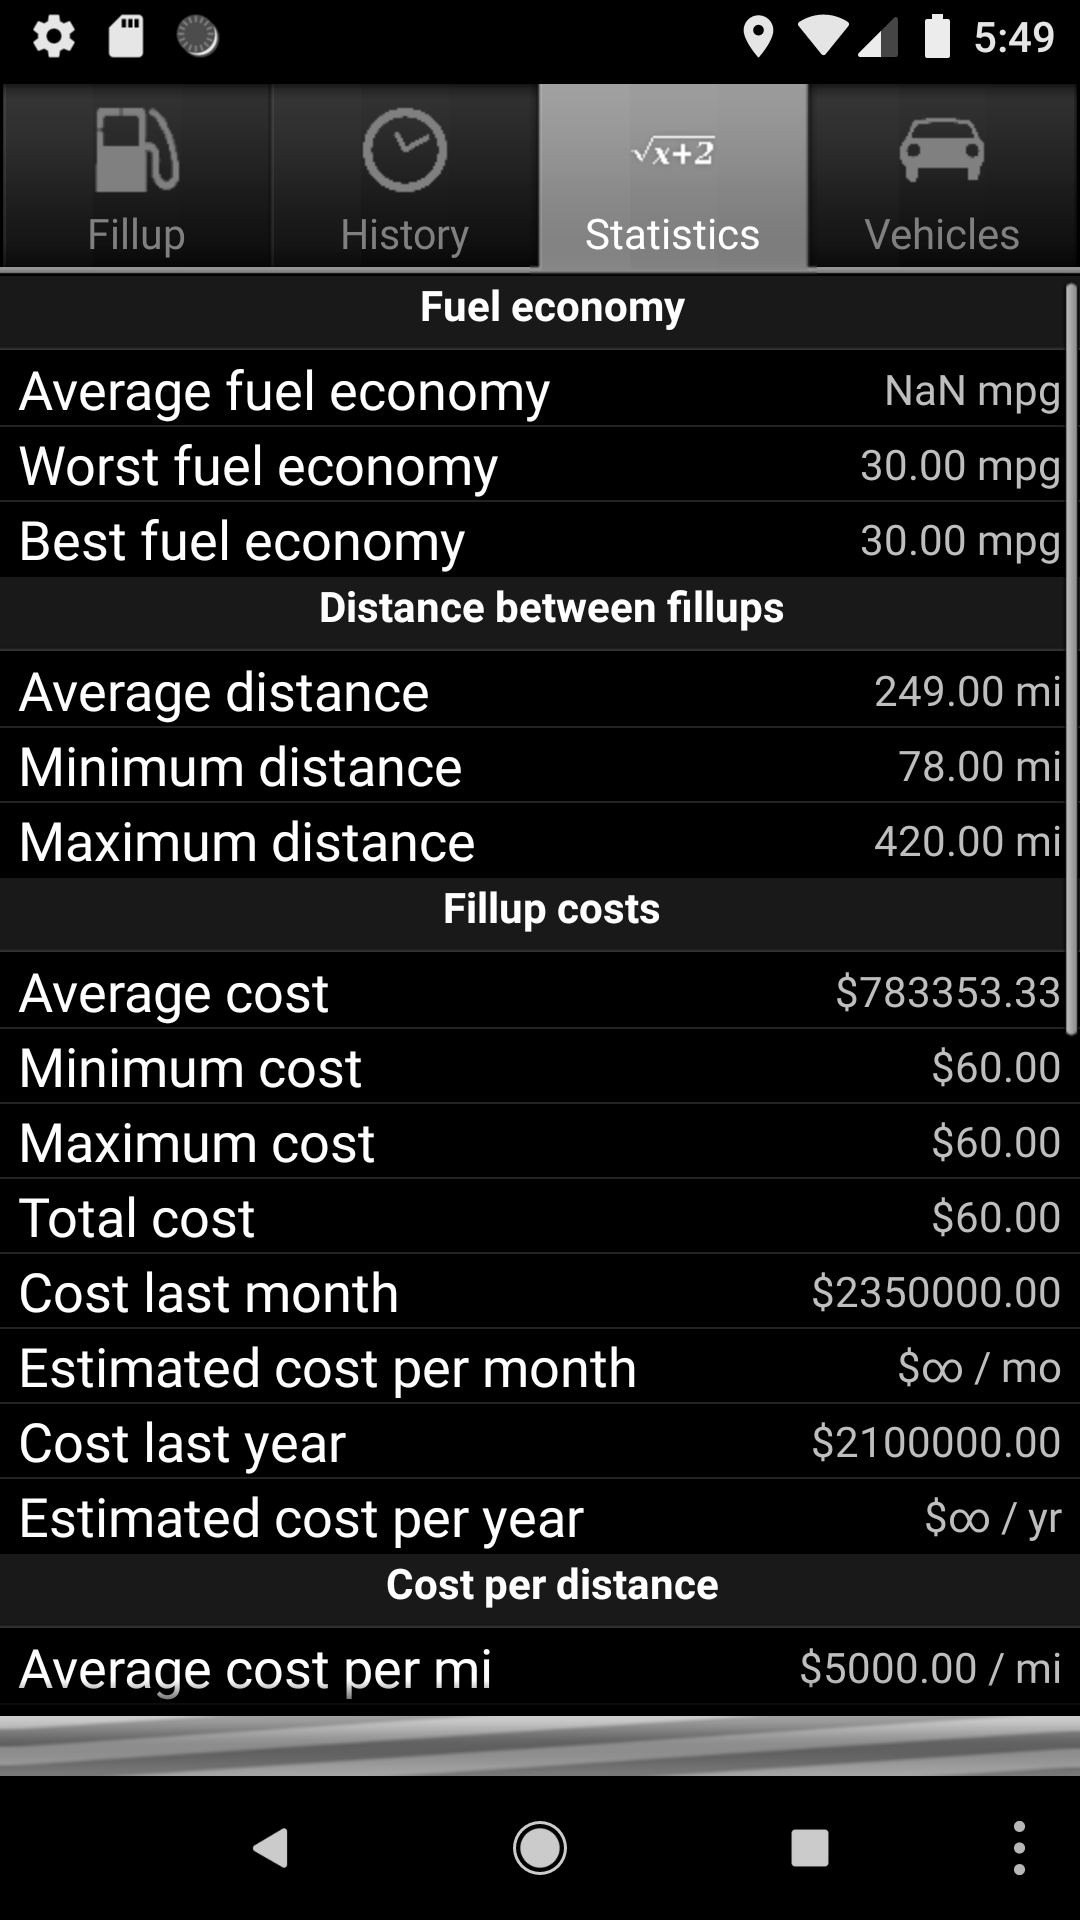 5:49
Fillup
History
√x+2
Statistics
Vehicles
Fuel economy
Average fuel economy NaN mpg
Worst fuel economy 30.00 mpg
Best fuel economy 30.00 mpg
Distance between fillups
Average distance 249.00 mi
Minimum distance 78.00 mi
Maximum distance 420.00 mi
Fillup costs
Average cost $783353.33
Minimum cost $60.00
Maximum cost $60.00
Total cost $60.00
Cost last month $2350000.00
Estimated cost per month $∞ / mo
Cost last year $2100000.00
Estimated cost per year $∞ / yr
Cost per distance
Average cost per mi $5000.00 / mi